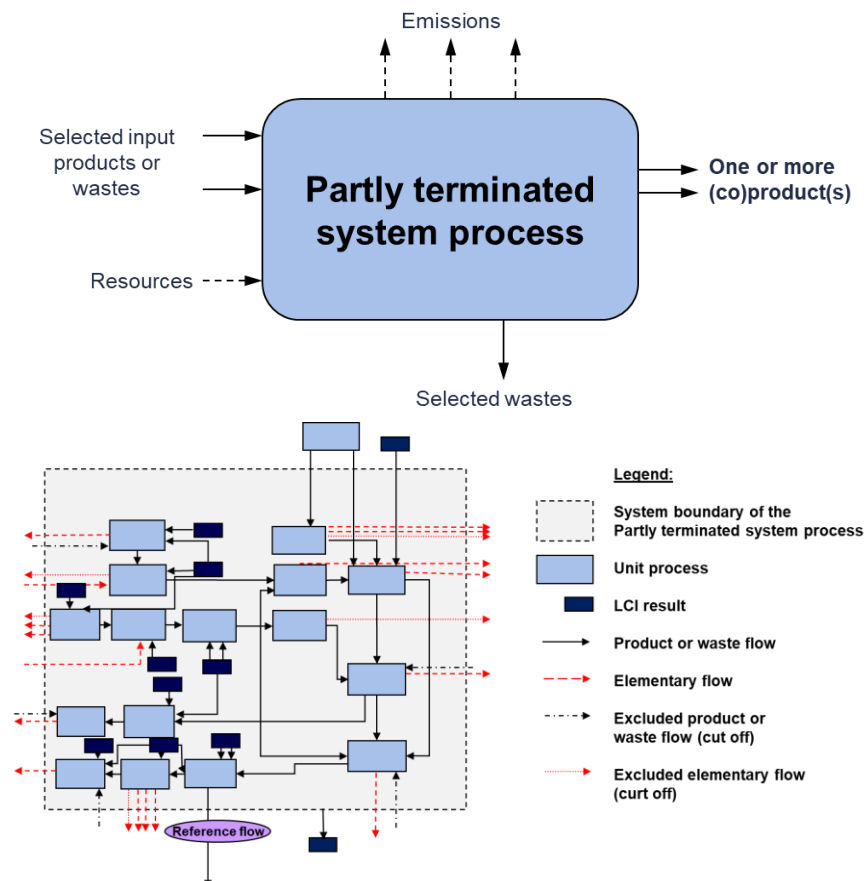 Emissions
Selected input
products or
wastes
Partly terminated
system process
One or more
(co)product(s)
Resources
Selected wastes
Legend:
System boundary of the
Partly terminated system process
Unit process
LCI result
Product or waste flow
Elementary flow
Excluded product or
waste flow (cut off)
Excluded elementary flow
(curt off)
Reference flow